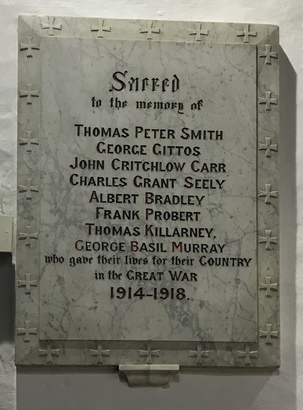 Sacred
to the memory of
THOMAS PETER SMITH
GEORGE GITTOS
JOHN CRITCHLOW CARR
CHARLES GRANT SEELY
ALBERT BRADLEY
FRANK PROBERT
THOMAS KILLARNEY,
GEORGE BASIL MURRAY
who gave their lives for their COUNTRY
in the GREAT WAR
1914-1918.